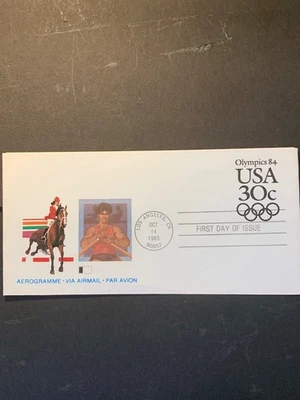 Olympics 84
USA
30c
LOS ANGELES, CA
OCT
14
1983
90052
FIRST DAY OF ISSUE
AEROGRAMME • VIA AIRMAIL • PAR AVION